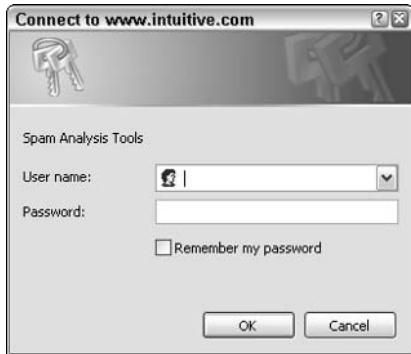 Connect to www.intuitive.com
Spam Analysis Tools
User name:
Password:
Remember my password
OK Cancel